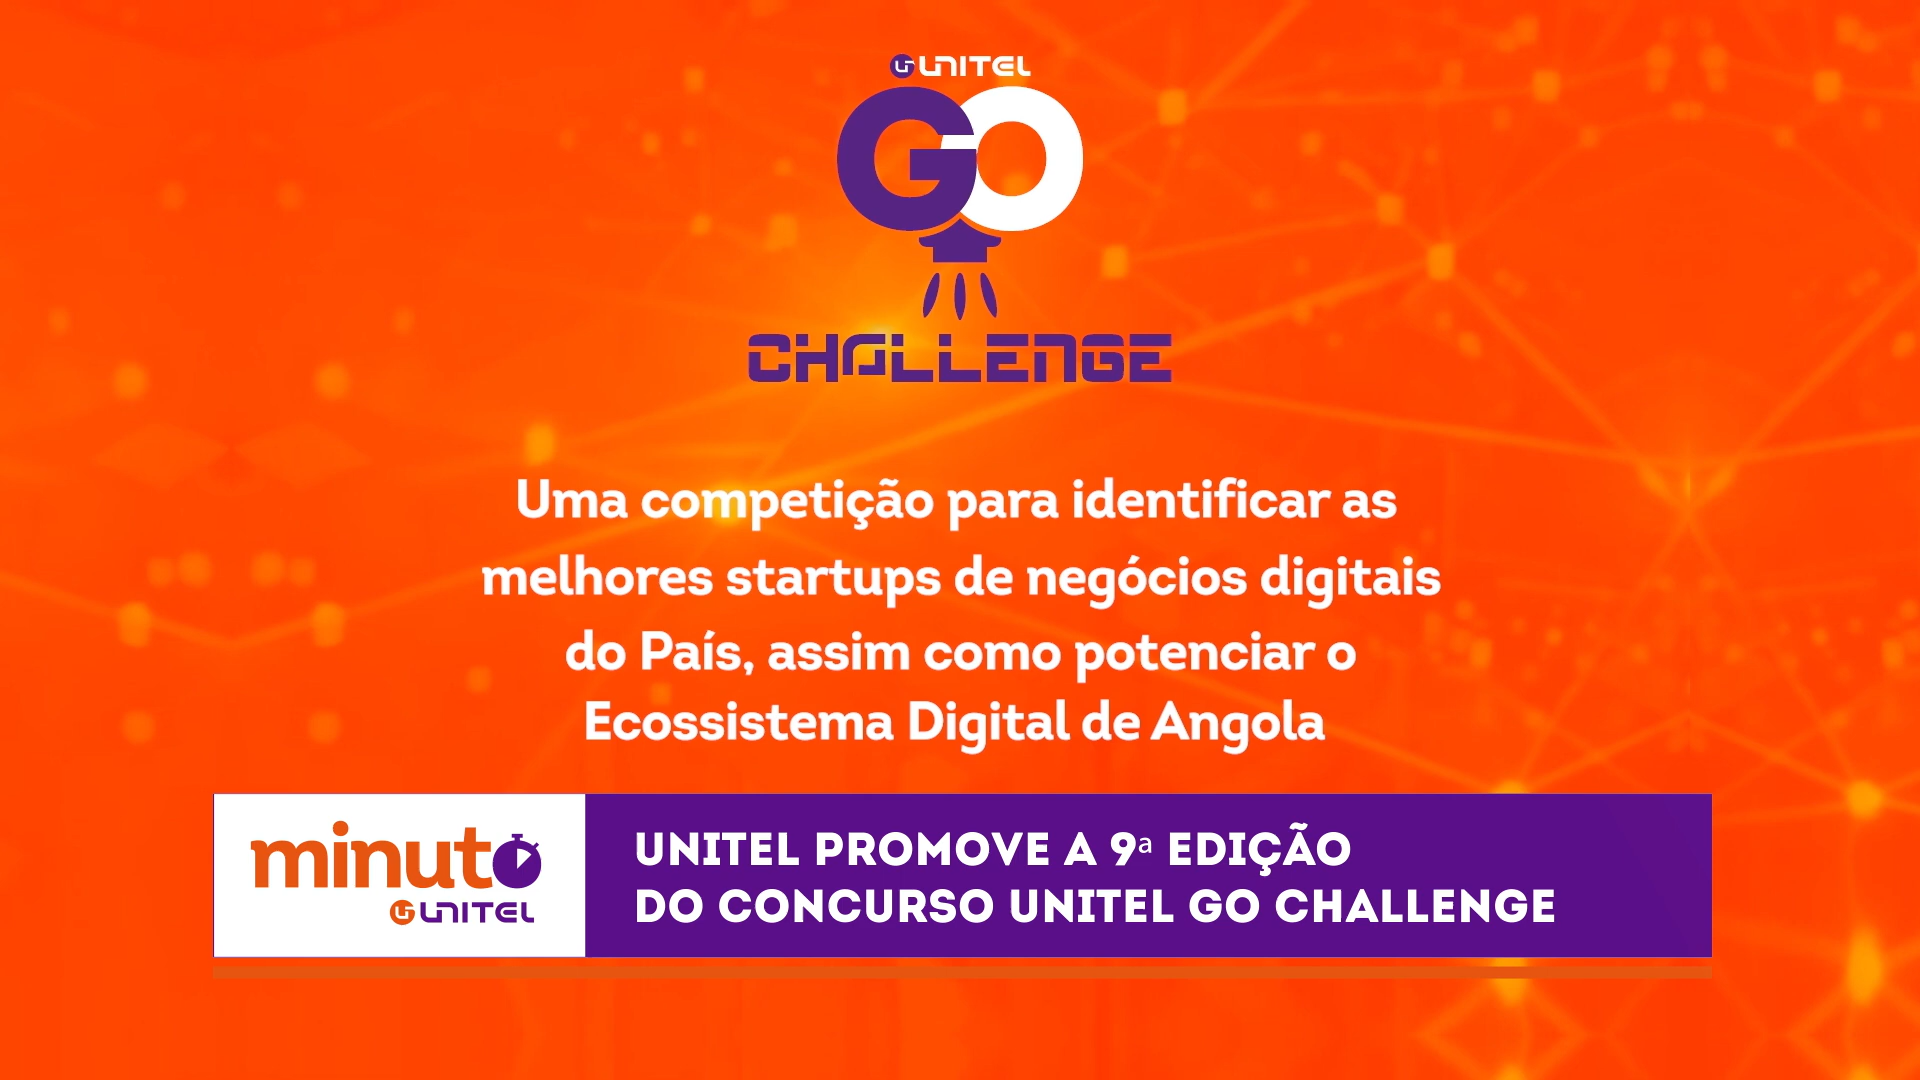 UNITEL
GO
CHALLENGE
Uma competição para identificar as
melhores startups de negócios digitais
do País, assim como potenciar o
Ecossistema Digital de Angola
minuto
UNITEL
UNITEL PROMOVE A 9ª EDIÇÃO
DO CONCURSO UNITEL GO CHALLENGE